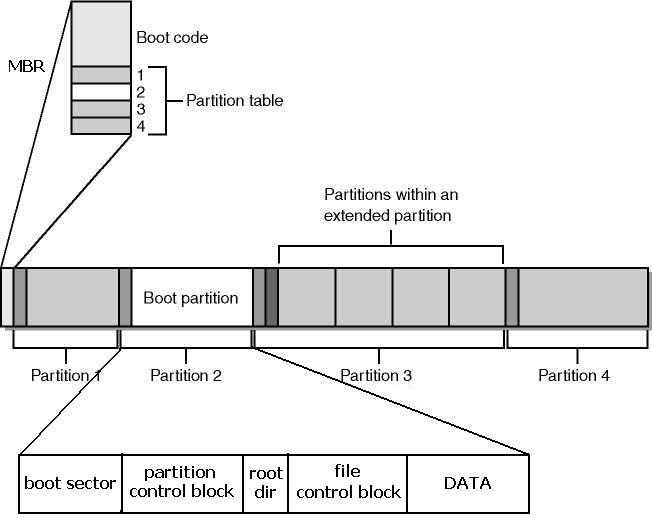 Boot code
MBR
1
2
3
4
Partition table
Partitions within an
extended partition
Boot partition
Partition 1
Partition 2
Partition 3
Partition 4
boot sector
partition
control block
root
dir
file
control block
DATA